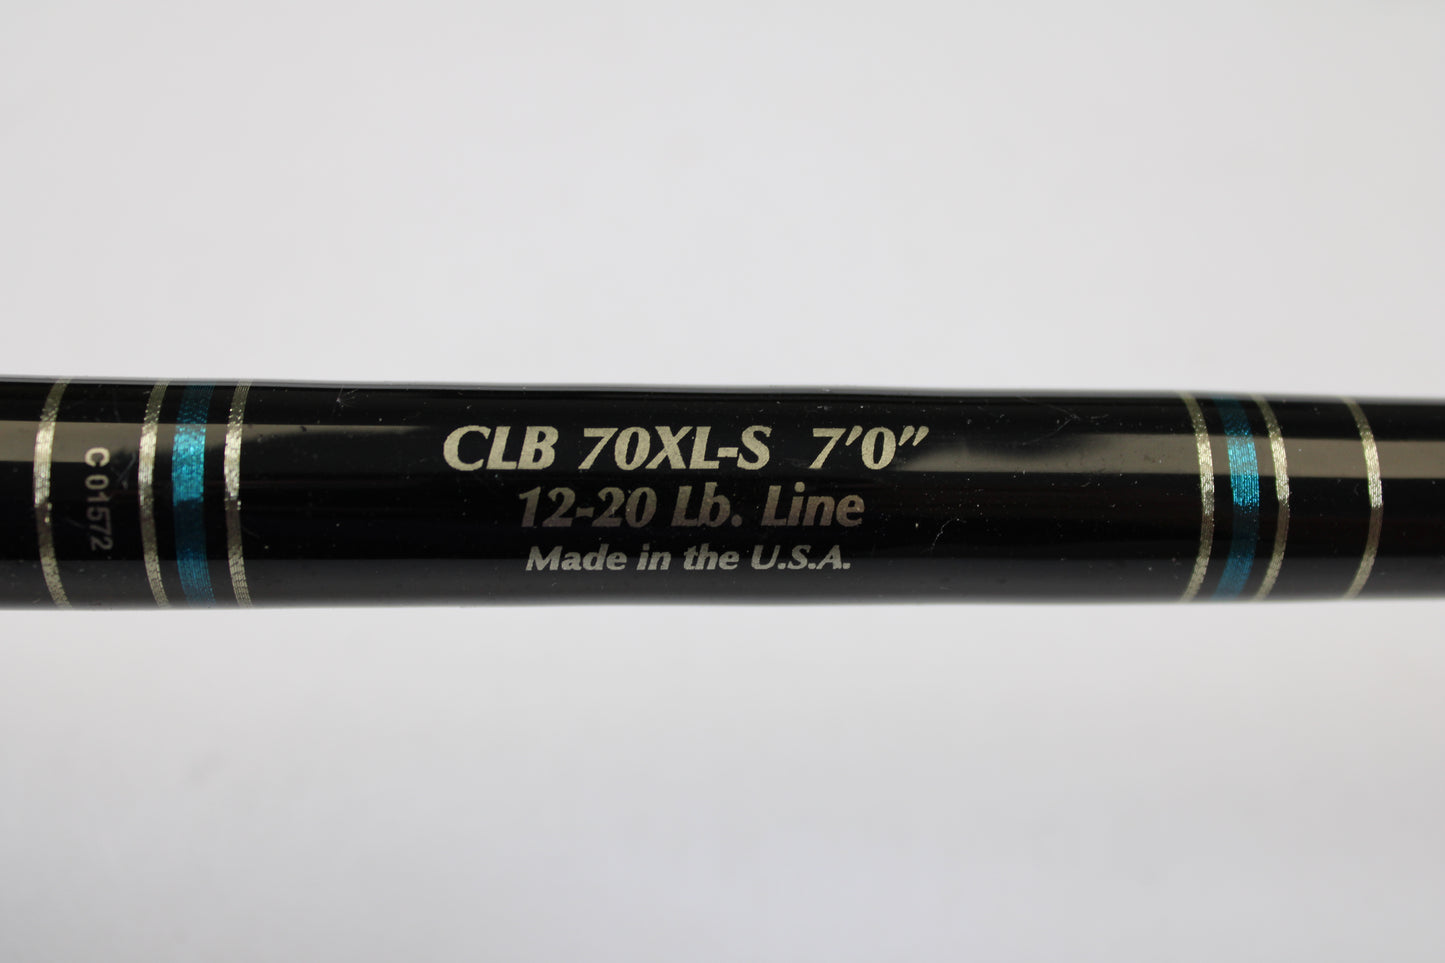 CLB 70XL-S 7'0"
12-20 Lb. Line
Made in the U.S.A.
C 01572